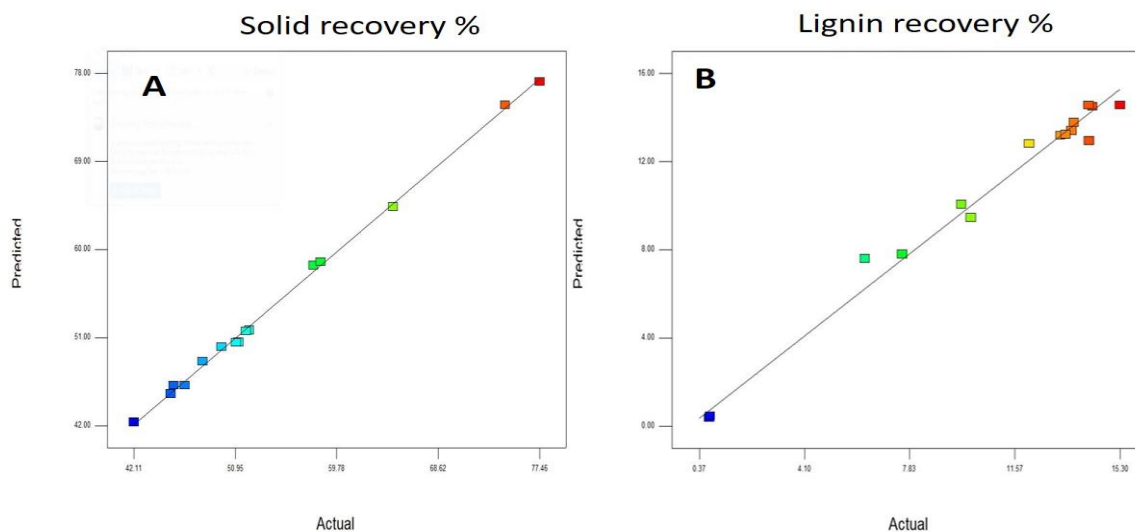 Solid recovery %
Lignin recovery %
A
78.00
69.00
60.00
51.00
42.00
Predicted
42.11
50.95
59.78
68.62
77.46
Actual
B
16.00
12.00
8.00
4.00
0.00
Predicted
0.37
4.10
7.83
11.57
15.30
Actual